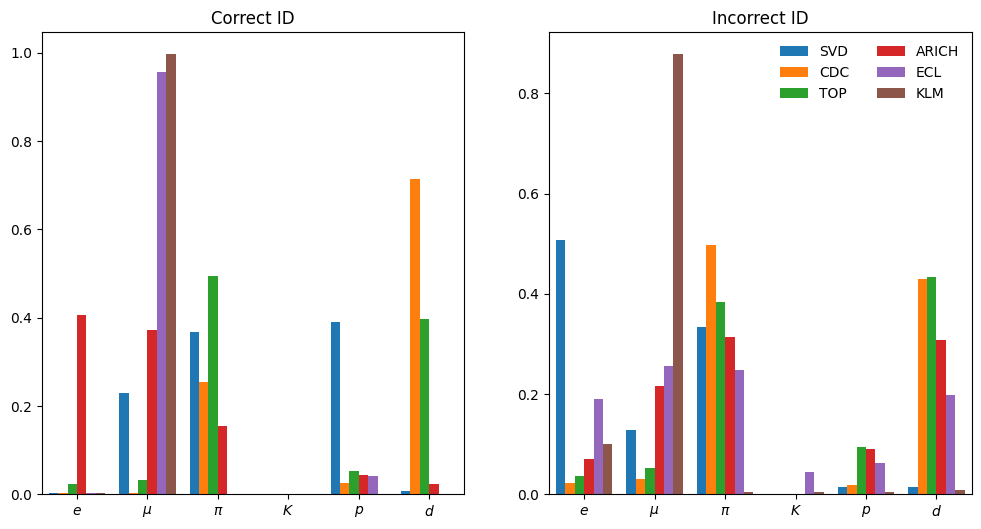 Correct ID
1.0
0.8
0.6
0.4
0.2
0.0
e μ π K p d
Incorrect ID
SVD ARICH
CDC ECL
TOP KLM
0.8
0.6
0.4
0.2
0.0
e μ π K p d